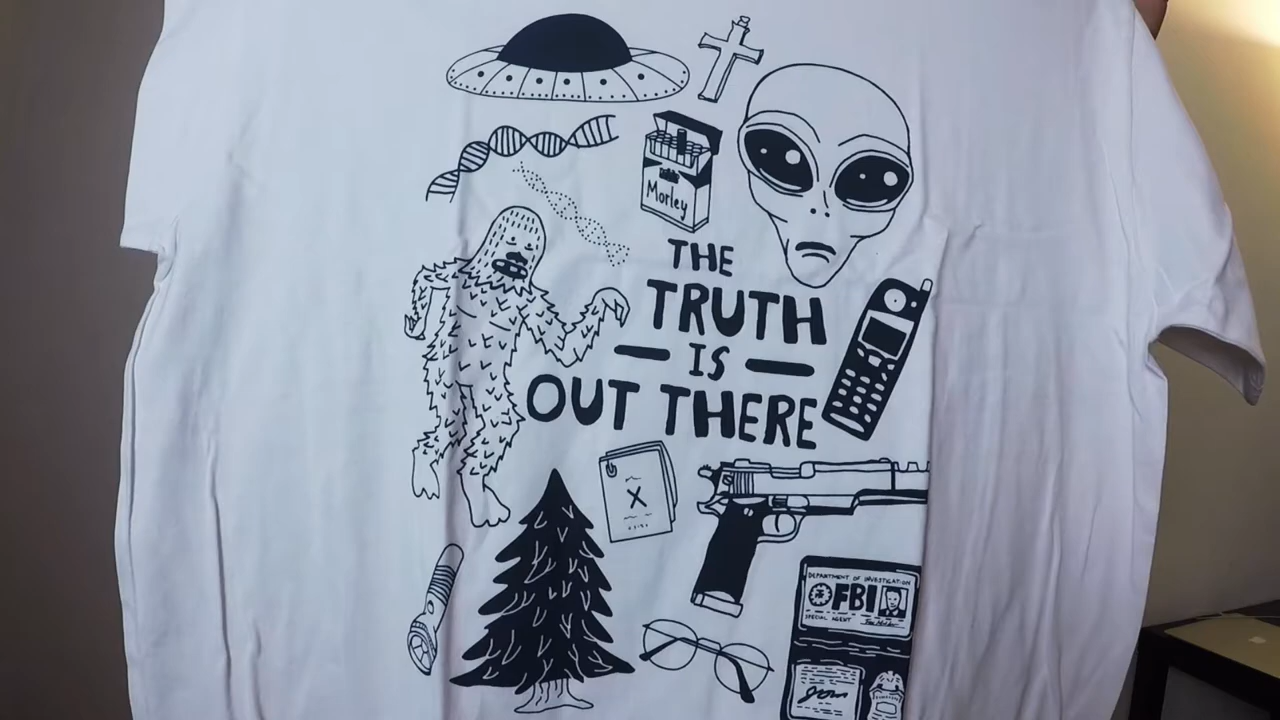 Morley
THE
TRUTH
IS
OUT THERE
X
DEPARTMENT OF INVESTIGATION
FBI
SPECIAL AGENT